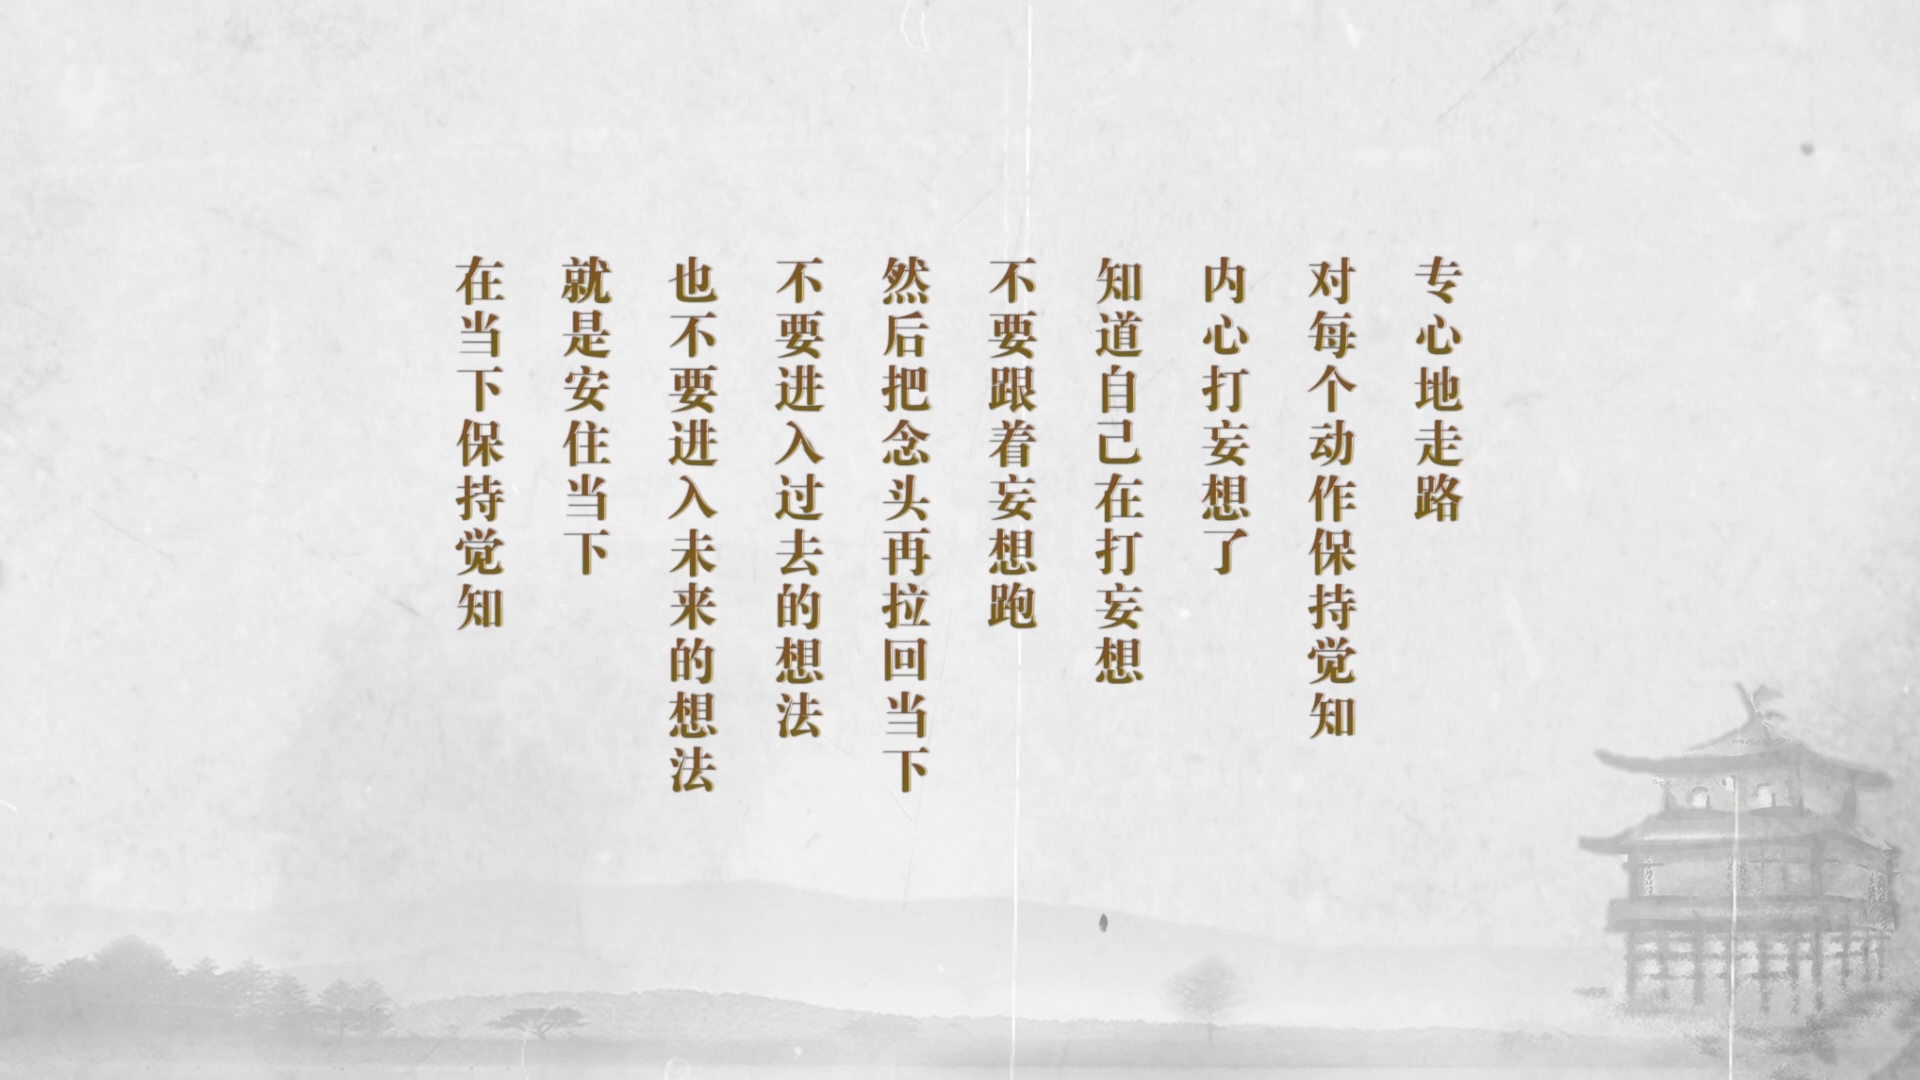 专心地走路
对每个动作保持觉知
内心打妄想了
知道自己在打妄想
不要跟着妄想跑
然后把念头再拉回当下
不要进入过去的想法
也不要进入未来的想法
就是安住当下
在当下保持觉知